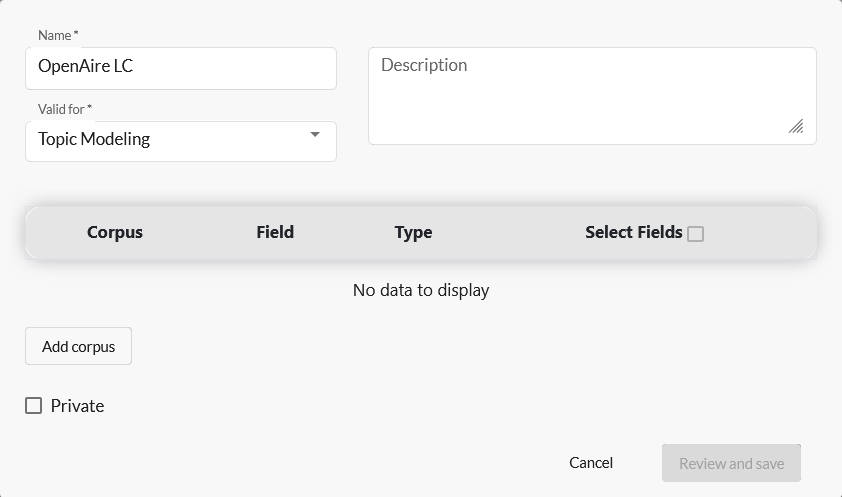 Name *
OpenAire LC
Description
Valid for *
Topic Modeling
Corpus Field Type Select Fields
No data to display
Add corpus
Private
Cancel Review and save